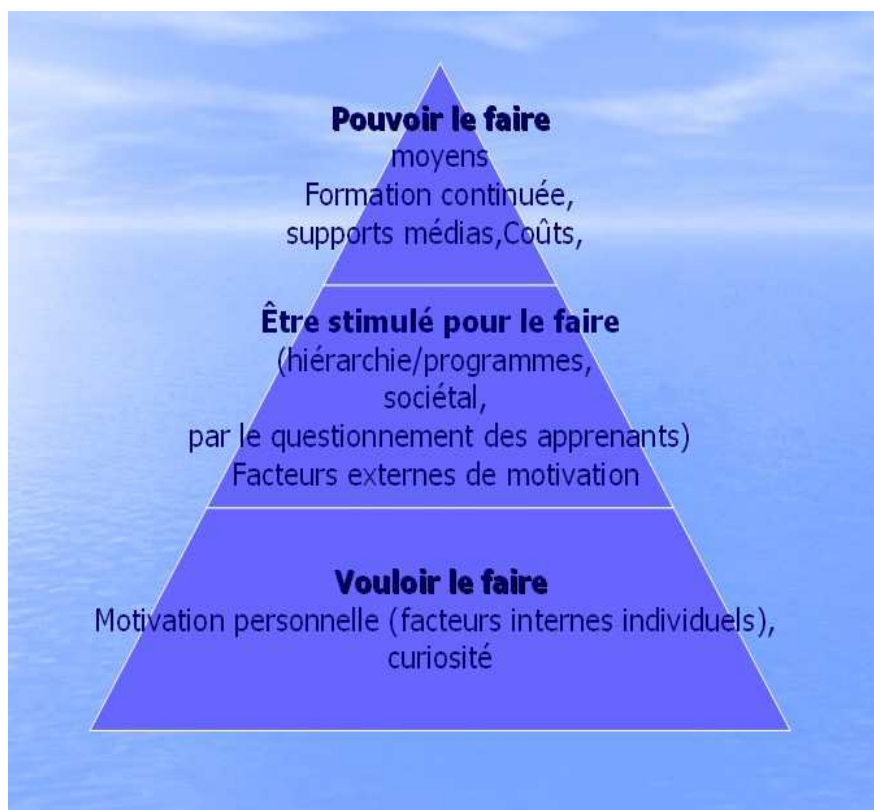 Pouvoir le faire
moyens
Formation continuée,
supports médias,Coûts,
Être stimulé pour le faire
(hiérarchie/programmes,
sociétal,
par le questionnement des apprenants)
Facteurs externes de motivation
Vouloir le faire
Motivation personnelle (facteurs internes individuels),
curiosité